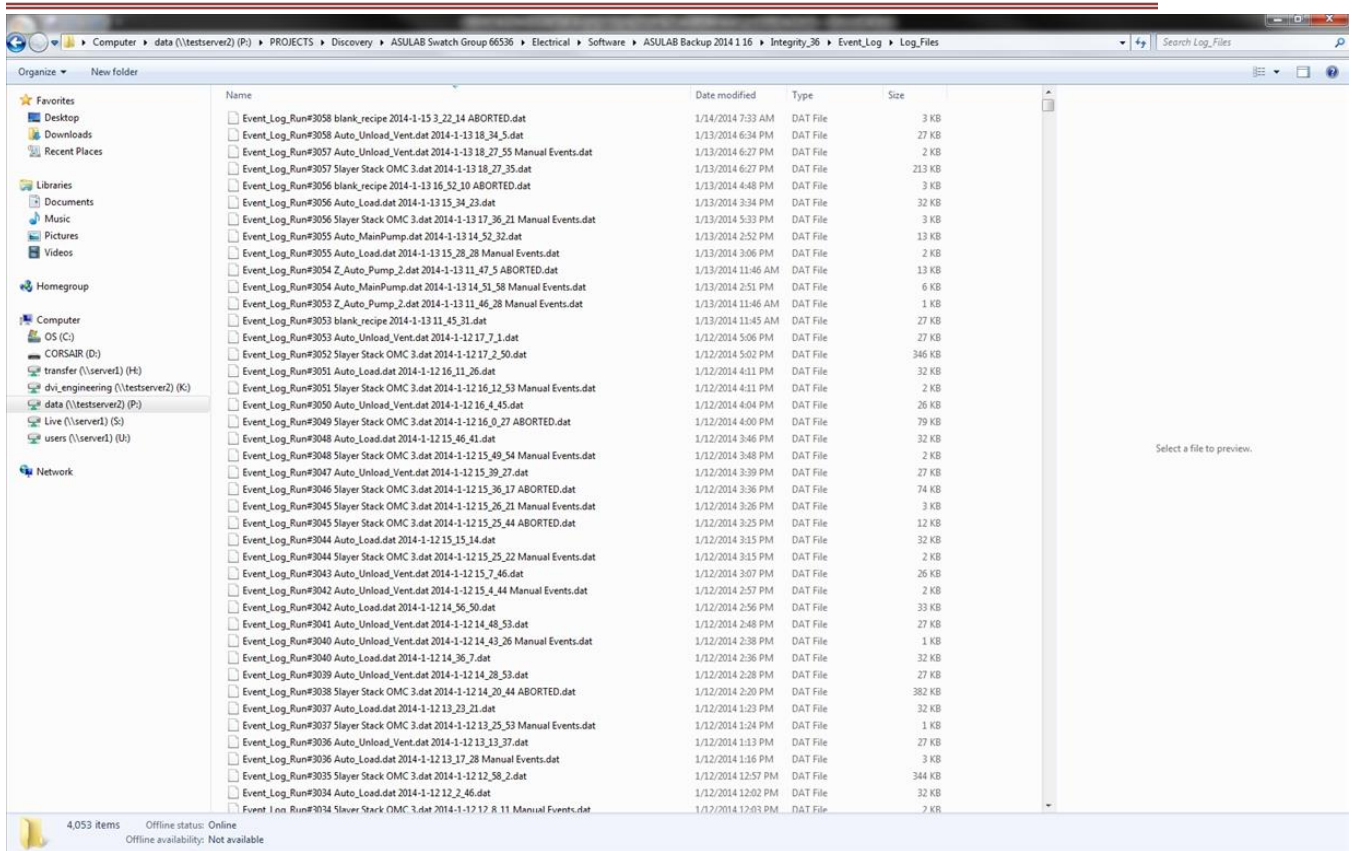 Computer ▸ data (\\testserver2) (P:) ▸ PROJECTS ▸ Discovery ▸ ASULAB Swatch Group 66536 ▸ Electrical ▸ Software ▸ ASULAB Backup 2014 1 16 ▸ Integrity_36 ▸ Event_Log ▸ Log_Files Search Log_Files
Organize New folder
Favorites
Desktop
Downloads
Recent Places
Libraries
Documents
Music
Pictures
Videos
Homegroup
Computer
OS (C:)
CORSAIR (D:)
transfer (\\server1) (H:)
dvi_engineering (\\testserver2) (K:)
data (\\testserver2) (P:)
Live (\\server1) (S:)
users (\\server1) (U:)
Network
Name Date modified Type Size
Event_Log_Run#3058 blank_recipe 2014-1-15 3_22_14 ABORTED.dat 1/14/2014 7:33 AM DAT File 3 KB
Event_Log_Run#3058 Auto_Unload_Vent.dat 2014-1-13 18_34_5.dat 1/13/2014 6:34 PM DAT File 27 KB
Event_Log_Run#3057 Auto_Unload_Vent.dat 2014-1-13 18_27_55 Manual Events.dat 1/13/2014 6:27 PM DAT File 2 KB
Event_Log_Run#3057 5layer Stack OMC 3.dat 2014-1-13 18_27_35.dat 1/13/2014 6:27 PM DAT File 213 KB
Event_Log_Run#3056 blank_recipe 2014-1-13 16_52_10 ABORTED.dat 1/13/2014 4:48 PM DAT File 3 KB
Event_Log_Run#3056 Auto_Load.dat 2014-1-13 15_34_23.dat 1/13/2014 3:34 PM DAT File 32 KB
Event_Log_Run#3056 5layer Stack OMC 3.dat 2014-1-13 17_36_21 Manual Events.dat 1/13/2014 5:33 PM DAT File 3 KB
Event_Log_Run#3055 Auto_MainPump.dat 2014-1-13 14_52_32.dat 1/13/2014 2:52 PM DAT File 13 KB
Event_Log_Run#3055 Auto_Load.dat 2014-1-13 15_28_28 Manual Events.dat 1/13/2014 3:06 PM DAT File 2 KB
Event_Log_Run#3054 Z_Auto_Pump_2.dat 2014-1-13 11_47_5 ABORTED.dat 1/13/2014 11:46 AM DAT File 13 KB
Event_Log_Run#3054 Auto_MainPump.dat 2014-1-13 14_51_58 Manual Events.dat 1/13/2014 2:51 PM DAT File 6 KB
Event_Log_Run#3053 Z_Auto_Pump_2.dat 2014-1-13 11_46_28 Manual Events.dat 1/13/2014 11:46 AM DAT File 1 KB
Event_Log_Run#3053 blank_recipe 2014-1-13 11_45_31.dat 1/13/2014 11:45 AM DAT File 27 KB
Event_Log_Run#3053 Auto_Unload_Vent.dat 2014-1-12 17_7_1.dat 1/12/2014 5:06 PM DAT File 27 KB
Event_Log_Run#3052 5layer Stack OMC 3.dat 2014-1-12 17_2_50.dat 1/12/2014 5:02 PM DAT File 346 KB
Event_Log_Run#3051 Auto_Load.dat 2014-1-12 16_11_26.dat 1/12/2014 4:11 PM DAT File 32 KB
Event_Log_Run#3051 5layer Stack OMC 3.dat 2014-1-12 16_12_53 Manual Events.dat 1/12/2014 4:11 PM DAT File 2 KB
Event_Log_Run#3050 Auto_Unload_Vent.dat 2014-1-12 16_4_45.dat 1/12/2014 4:04 PM DAT File 26 KB
Event_Log_Run#3049 5layer Stack OMC 3.dat 2014-1-12 16_0_27 ABORTED.dat 1/12/2014 4:00 PM DAT File 79 KB
Event_Log_Run#3048 Auto_Load.dat 2014-1-12 15_46_41.dat 1/12/2014 3:46 PM DAT File 32 KB
Event_Log_Run#3048 5layer Stack OMC 3.dat 2014-1-12 15_49_54 Manual Events.dat 1/12/2014 3:48 PM DAT File 2 KB
Event_Log_Run#3047 Auto_Unload_Vent.dat 2014-1-12 15_39_27.dat 1/12/2014 3:39 PM DAT File 27 KB
Event_Log_Run#3046 5layer Stack OMC 3.dat 2014-1-12 15_36_17 ABORTED.dat 1/12/2014 3:36 PM DAT File 74 KB
Event_Log_Run#3045 5layer Stack OMC 3.dat 2014-1-12 15_26_21 Manual Events.dat 1/12/2014 3:26 PM DAT File 3 KB
Event_Log_Run#3045 5layer Stack OMC 3.dat 2014-1-12 15_25_44 ABORTED.dat 1/12/2014 3:25 PM DAT File 12 KB
Event_Log_Run#3044 Auto_Load.dat 2014-1-12 15_15_14.dat 1/12/2014 3:15 PM DAT File 32 KB
Event_Log_Run#3044 5layer Stack OMC 3.dat 2014-1-12 15_25_22 Manual Events.dat 1/12/2014 3:15 PM DAT File 2 KB
Event_Log_Run#3043 Auto_Unload_Vent.dat 2014-1-12 15_7_46.dat 1/12/2014 3:07 PM DAT File 26 KB
Event_Log_Run#3042 Auto_Unload_Vent.dat 2014-1-12 15_4_44 Manual Events.dat 1/12/2014 2:57 PM DAT File 2 KB
Event_Log_Run#3042 Auto_Load.dat 2014-1-12 14_56_50.dat 1/12/2014 2:56 PM DAT File 33 KB
Event_Log_Run#3041 Auto_Unload_Vent.dat 2014-1-12 14_48_53.dat 1/12/2014 2:48 PM DAT File 27 KB
Event_Log_Run#3040 Auto_Unload_Vent.dat 2014-1-12 14_43_26 Manual Events.dat 1/12/2014 2:38 PM DAT File 1 KB
Event_Log_Run#3040 Auto_Load.dat 2014-1-12 14_36_7.dat 1/12/2014 2:36 PM DAT File 32 KB
Event_Log_Run#3039 Auto_Unload_Vent.dat 2014-1-12 14_28_53.dat 1/12/2014 2:28 PM DAT File 27 KB
Event_Log_Run#3038 5layer Stack OMC 3.dat 2014-1-12 14_20_44 ABORTED.dat 1/12/2014 2:20 PM DAT File 382 KB
Event_Log_Run#3037 Auto_Load.dat 2014-1-12 13_23_21.dat 1/12/2014 1:23 PM DAT File 32 KB
Event_Log_Run#3037 5layer Stack OMC 3.dat 2014-1-12 13_25_53 Manual Events.dat 1/12/2014 1:24 PM DAT File 1 KB
Event_Log_Run#3036 Auto_Unload_Vent.dat 2014-1-12 13_13_37.dat 1/12/2014 1:13 PM DAT File 27 KB
Event_Log_Run#3036 Auto_Load.dat 2014-1-12 13_17_28 Manual Events.dat 1/12/2014 1:16 PM DAT File 3 KB
Event_Log_Run#3035 5layer Stack OMC 3.dat 2014-1-12 12_58_2.dat 1/12/2014 12:57 PM DAT File 344 KB
Event_Log_Run#3034 Auto_Load.dat 2014-1-12 12_2_46.dat 1/12/2014 12:02 PM DAT File 32 KB
Event_Log_Run#3034 5layer Stack OMC 3.dat 2014-1-12 12_8_11 Manual Events.dat 1/12/2014 12:03 PM DAT File 2 KB
Select a file to preview.
4,053 items Offline status: Online
Offline availability: Not available